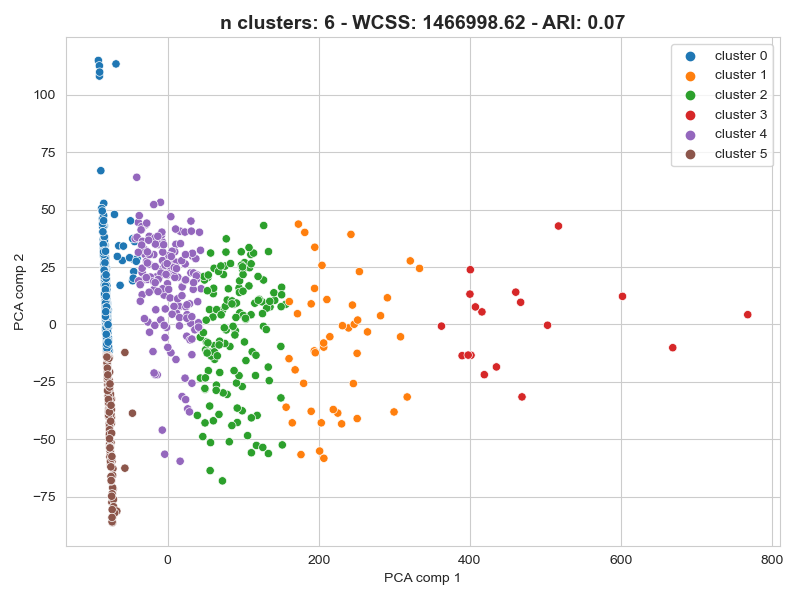 n clusters: 6 - WCSS: 1466998.62 - ARI: 0.07
cluster 0
cluster 1
cluster 2
cluster 3
cluster 4
cluster 5
100
75
50
25
0
−25
−50
−75
PCA comp 2
0
200
400
600
800
PCA comp 1